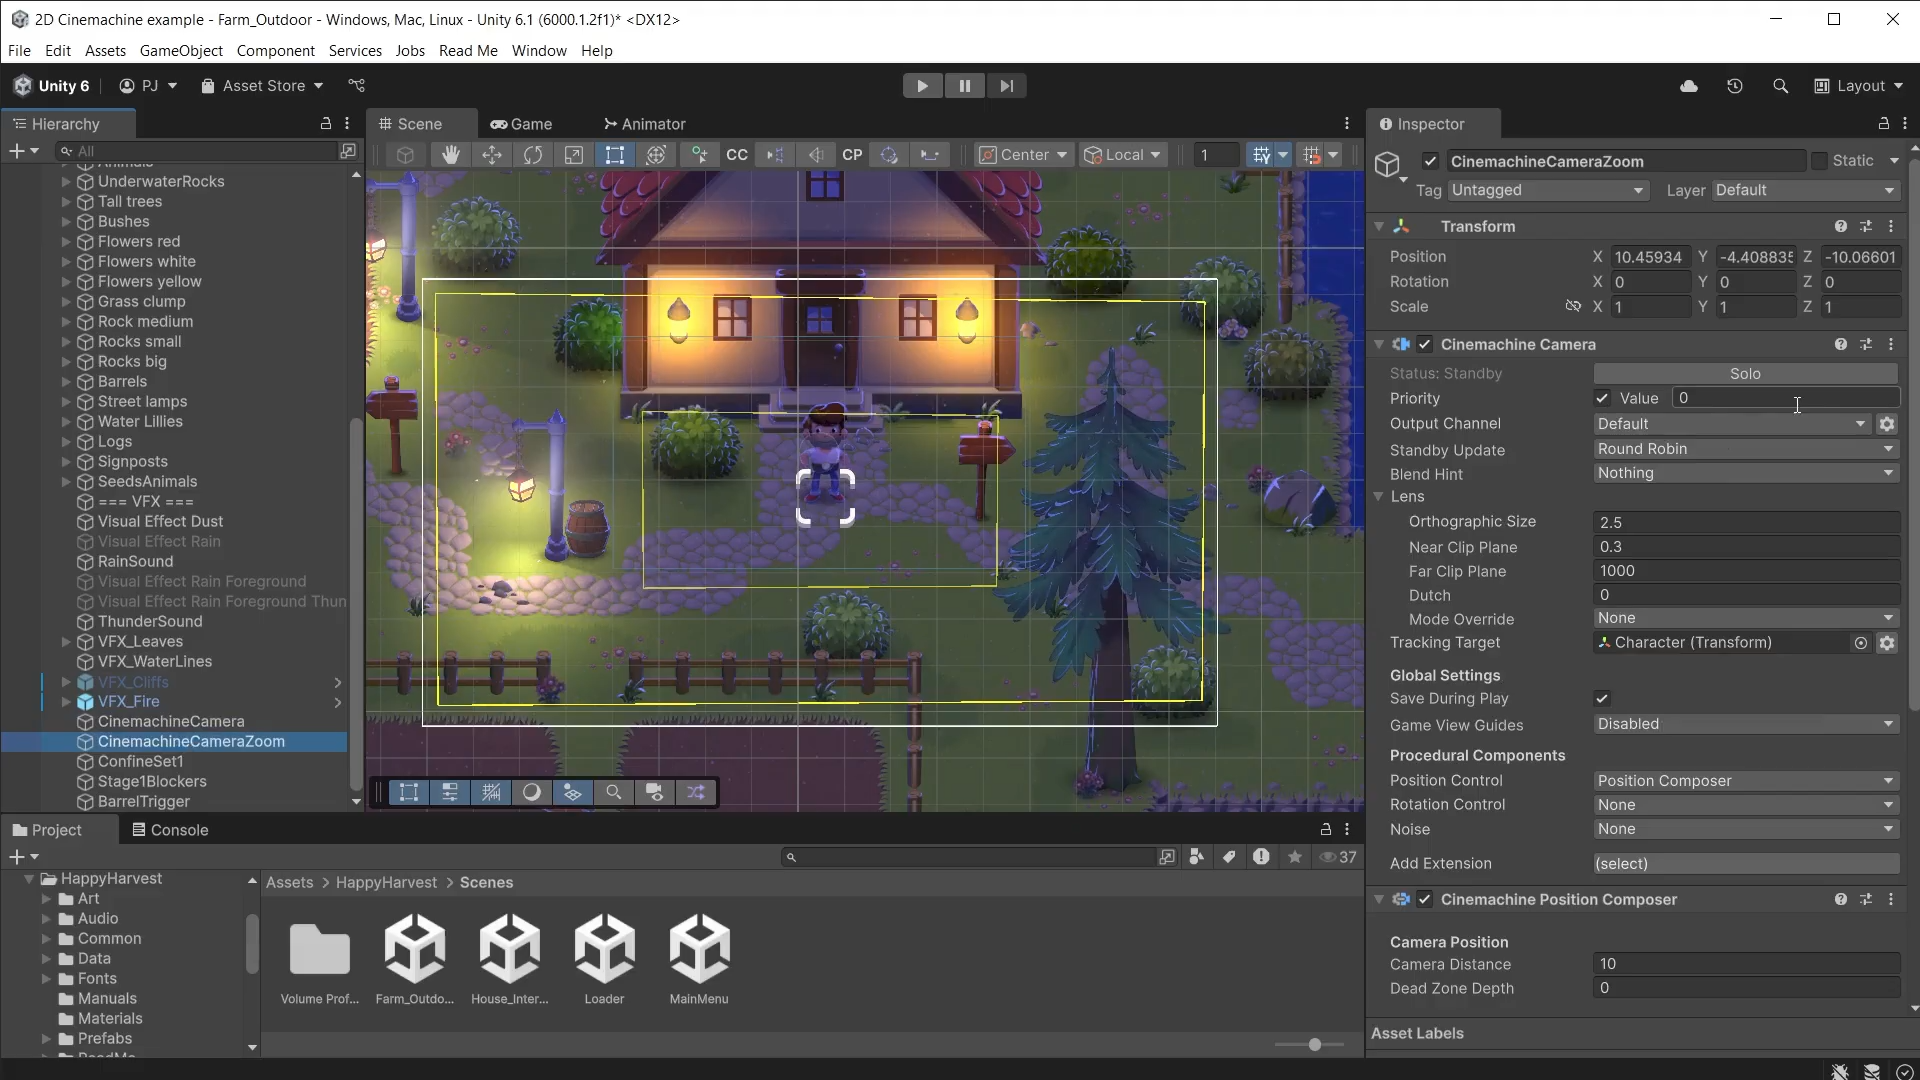 2D Cinemachine example - Farm_Outdoor - Windows, Mac, Linux - Unity 6.1 (6000.1.2f1)* <DX12>
File Edit Assets GameObject Component Services Jobs Read Me Window Help
Unity 6 PJ Asset Store Layout
Hierarchy
All
UnderwaterRocks
Tall trees
Bushes
Flowers red
Flowers white
Flowers yellow
Grass clump
Rock medium
Rocks small
Rocks big
Barrels
Street lamps
Water Lillies
Logs
Signposts
SeedsAnimals
=== VFX ===
Visual Effect Dust
Visual Effect Rain
RainSound
Visual Effect Rain Foreground
Visual Effect Rain Foreground Thun
ThunderSound
VFX_Leaves
VFX_WaterLines
VFX_Cliffs
VFX_Fire
CinemachineCamera
CinemachineCameraZoom
ConfineSet1
Stage1Blockers
BarrelTrigger
Scene Game Animator
CC CP Center Local 1
Inspector
CinemachineCameraZoom Static
Tag Untagged Layer Default
Transform
Position X 10.45934 Y -4.408835 Z -10.06601
Rotation X 0 Y 0 Z 0
Scale X 1 Y 1 Z 1
Cinemachine Camera
Status: Standby Solo
Priority Value 0
Output Channel Default
Standby Update Round Robin
Blend Hint Nothing
Lens
Orthographic Size 2.5
Near Clip Plane 0.3
Far Clip Plane 1000
Dutch 0
Mode Override None
Tracking Target Character (Transform)
Global Settings
Save During Play
Game View Guides Disabled
Procedural Components
Position Control Position Composer
Rotation Control None
Noise None
Add Extension (select)
Cinemachine Position Composer
Camera Position
Camera Distance 10
Dead Zone Depth 0
Asset Labels
Project Console
37
HappyHarvest
Art
Audio
Common
Data
Fonts
Manuals
Materials
Prefabs
Assets > HappyHarvest > Scenes
Volume Prof... Farm_Outdo... House_Inter... Loader MainMenu